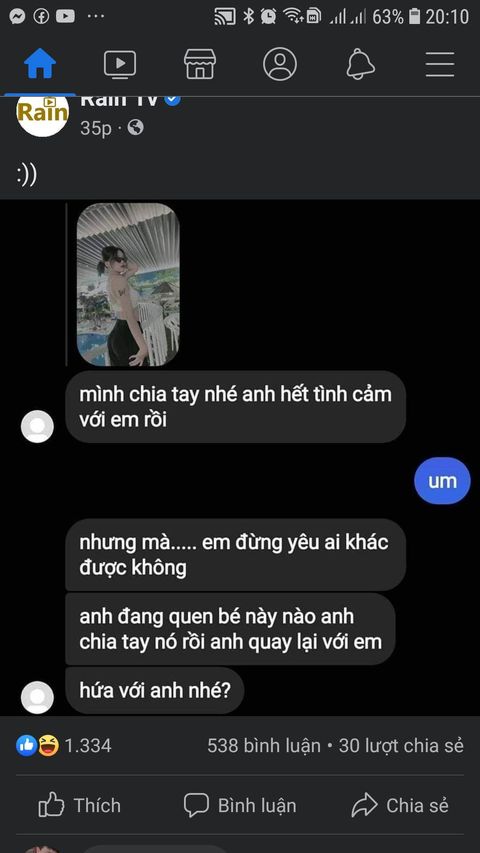 63% 20:10
Rain TV
Rain
35p
:))
mình chia tay nhé anh hết tình cảm
với em rồi
um
nhưng mà..... em đừng yêu ai khác
được không
anh đang quen bé này nào anh
chia tay nó rồi anh quay lại với em
hứa với anh nhé?
1.334
538 bình luận • 30 lượt chia sẻ
Thích
Bình luận
Chia sẻ